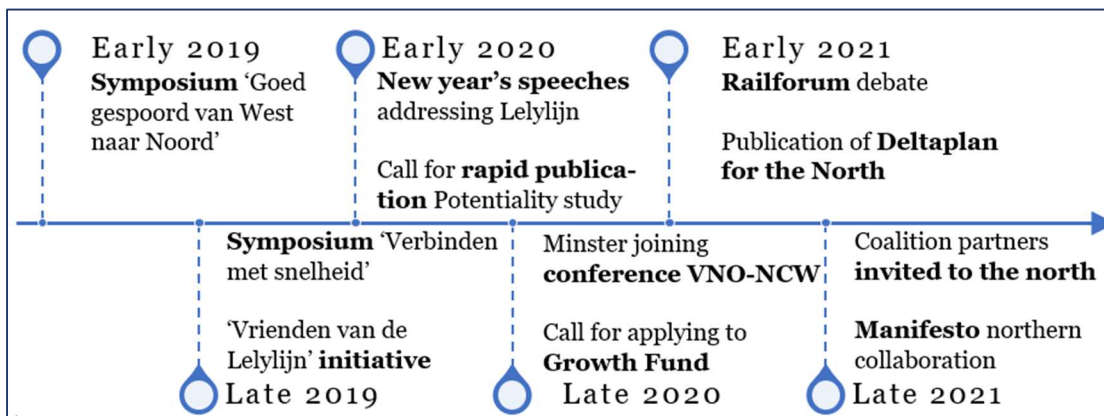 Early 2019
Symposium ‘Goed
gespoord van West
naar Noord’
Early 2020
New year’s speeches
addressing Lelylijn
Call for rapid publica-
tion Potentiality study
Early 2021
Railforum debate
Publication of Deltaplan
for the North
Symposium ‘Verbinden
met snelheid’
‘Vrienden van de
Lelylijn’ initiative
Late 2019
Minster joining
conference VNO-NCW
Call for applying to
Growth Fund
Late 2020
Coalition partners
invited to the north
Manifesto northern
collaboration
Late 2021